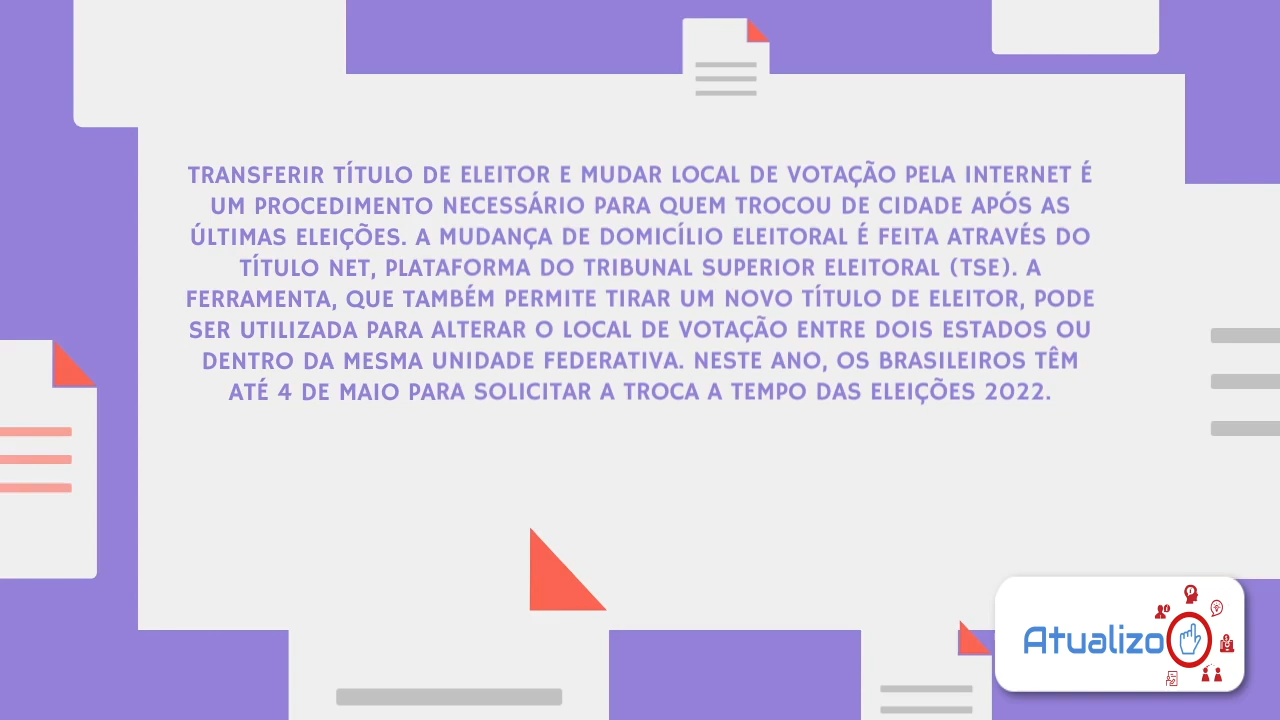 TRANSFERIR TÍTULO DE ELEITOR E MUDAR LOCAL DE VOTAÇÃO PELA INTERNET É
UM PROCEDIMENTO NECESSÁRIO PARA QUEM TROCOU DE CIDADE APÓS AS
ÚLTIMAS ELEIÇÕES. A MUDANÇA DE DOMICÍLIO ELEITORAL É FEITA ATRAVÉS DO
TÍTULO NET, PLATAFORMA DO TRIBUNAL SUPERIOR ELEITORAL (TSE). A
FERRAMENTA, QUE TAMBÉM PERMITE TIRAR UM NOVO TÍTULO DE ELEITOR, PODE
SER UTILIZADA PARA ALTERAR O LOCAL DE VOTAÇÃO ENTRE DOIS ESTADOS OU
DENTRO DA MESMA UNIDADE FEDERATIVA. NESTE ANO, OS BRASILEIROS TÊM
ATÉ 4 DE MAIO PARA SOLICITAR A TROCA A TEMPO DAS ELEIÇÕES 2022.
Atualizo